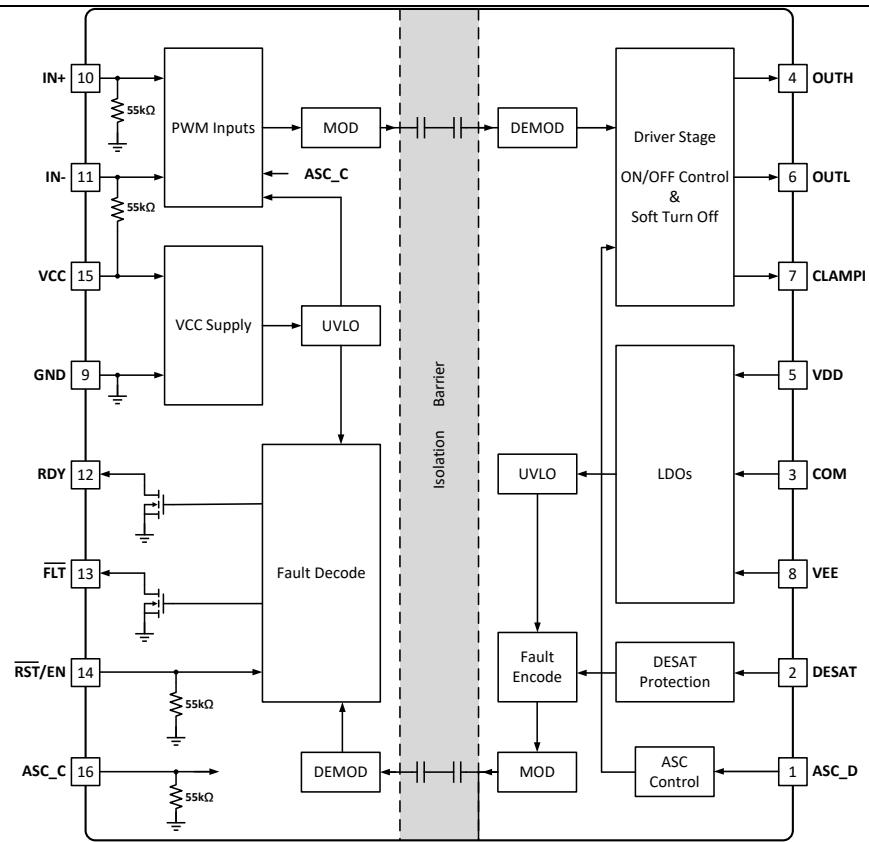 IN+
10
55kΩ
IN-
11
55kΩ
VCC
15
GND
9
RDY
12
FLT
13
RST/EN
14
55kΩ
ASC_C
16
55kΩ
PWM Inputs
MOD
ASC_C
VCC Supply
UVLO
Fault Decode
DEMOD
Isolation Barrier
DEMOD
Driver Stage
ON/OFF Control
&
Soft Turn Off
UVLO
LDOs
Fault
Encode
DESAT
Protection
MOD
ASC
Control
4
OUTH
6
OUTL
7
CLAMPI
5
VDD
3
COM
8
VEE
2
DESAT
1
ASC_D